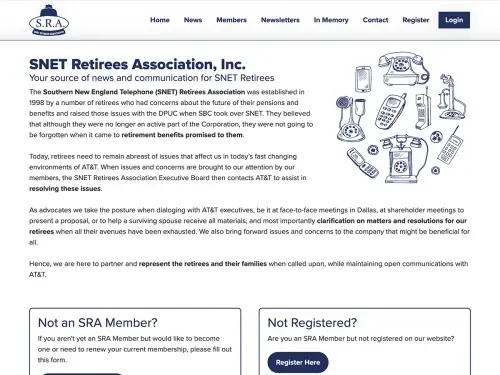 S.R.A.
Home News Members Newsletters In Memory Contact Register Login
SNET Retirees Association, Inc.
Your source of news and communication for SNET Retirees
The Southern New England Telephone (SNET) Retirees Association was established in
1998 by a number of retirees who had concerns about the future of their pensions and
benefits and raised those issues with the DPUC when SBC took over SNET. They believed
that although they were no longer an active part of the Corporation, they were not going to
be forgotten when it came to retirement benefits promised to them.
Today, retirees need to remain abreast of issues that affect us in today's fast changing
environments of AT&T. When issues and concerns are brought to our attention by our
members, the SNET Retirees Association Executive Board then contacts AT&T to assist in
resolving these issues.
As advocates we take the posture when dialoging with AT&T executives, be it at face-to-face meetings in Dallas, at shareholder meetings to
present a proposal, or to help a surviving spouse receive all materials, and most importantly clarification on matters and resolutions for our
retirees when all their avenues have been exhausted. We also bring forward issues and concerns to the company that might be beneficial for
all.
Hence, we are here to partner and represent the retirees and their families when called upon, while maintaining open communications with
AT&T.
Not an SRA Member?
If you aren't yet an SRA Member but would like to become
one or need to renew your current membership, please fill out
this form.
Not Registered?
Are you an SRA Member but not registered on our website?
Register Here